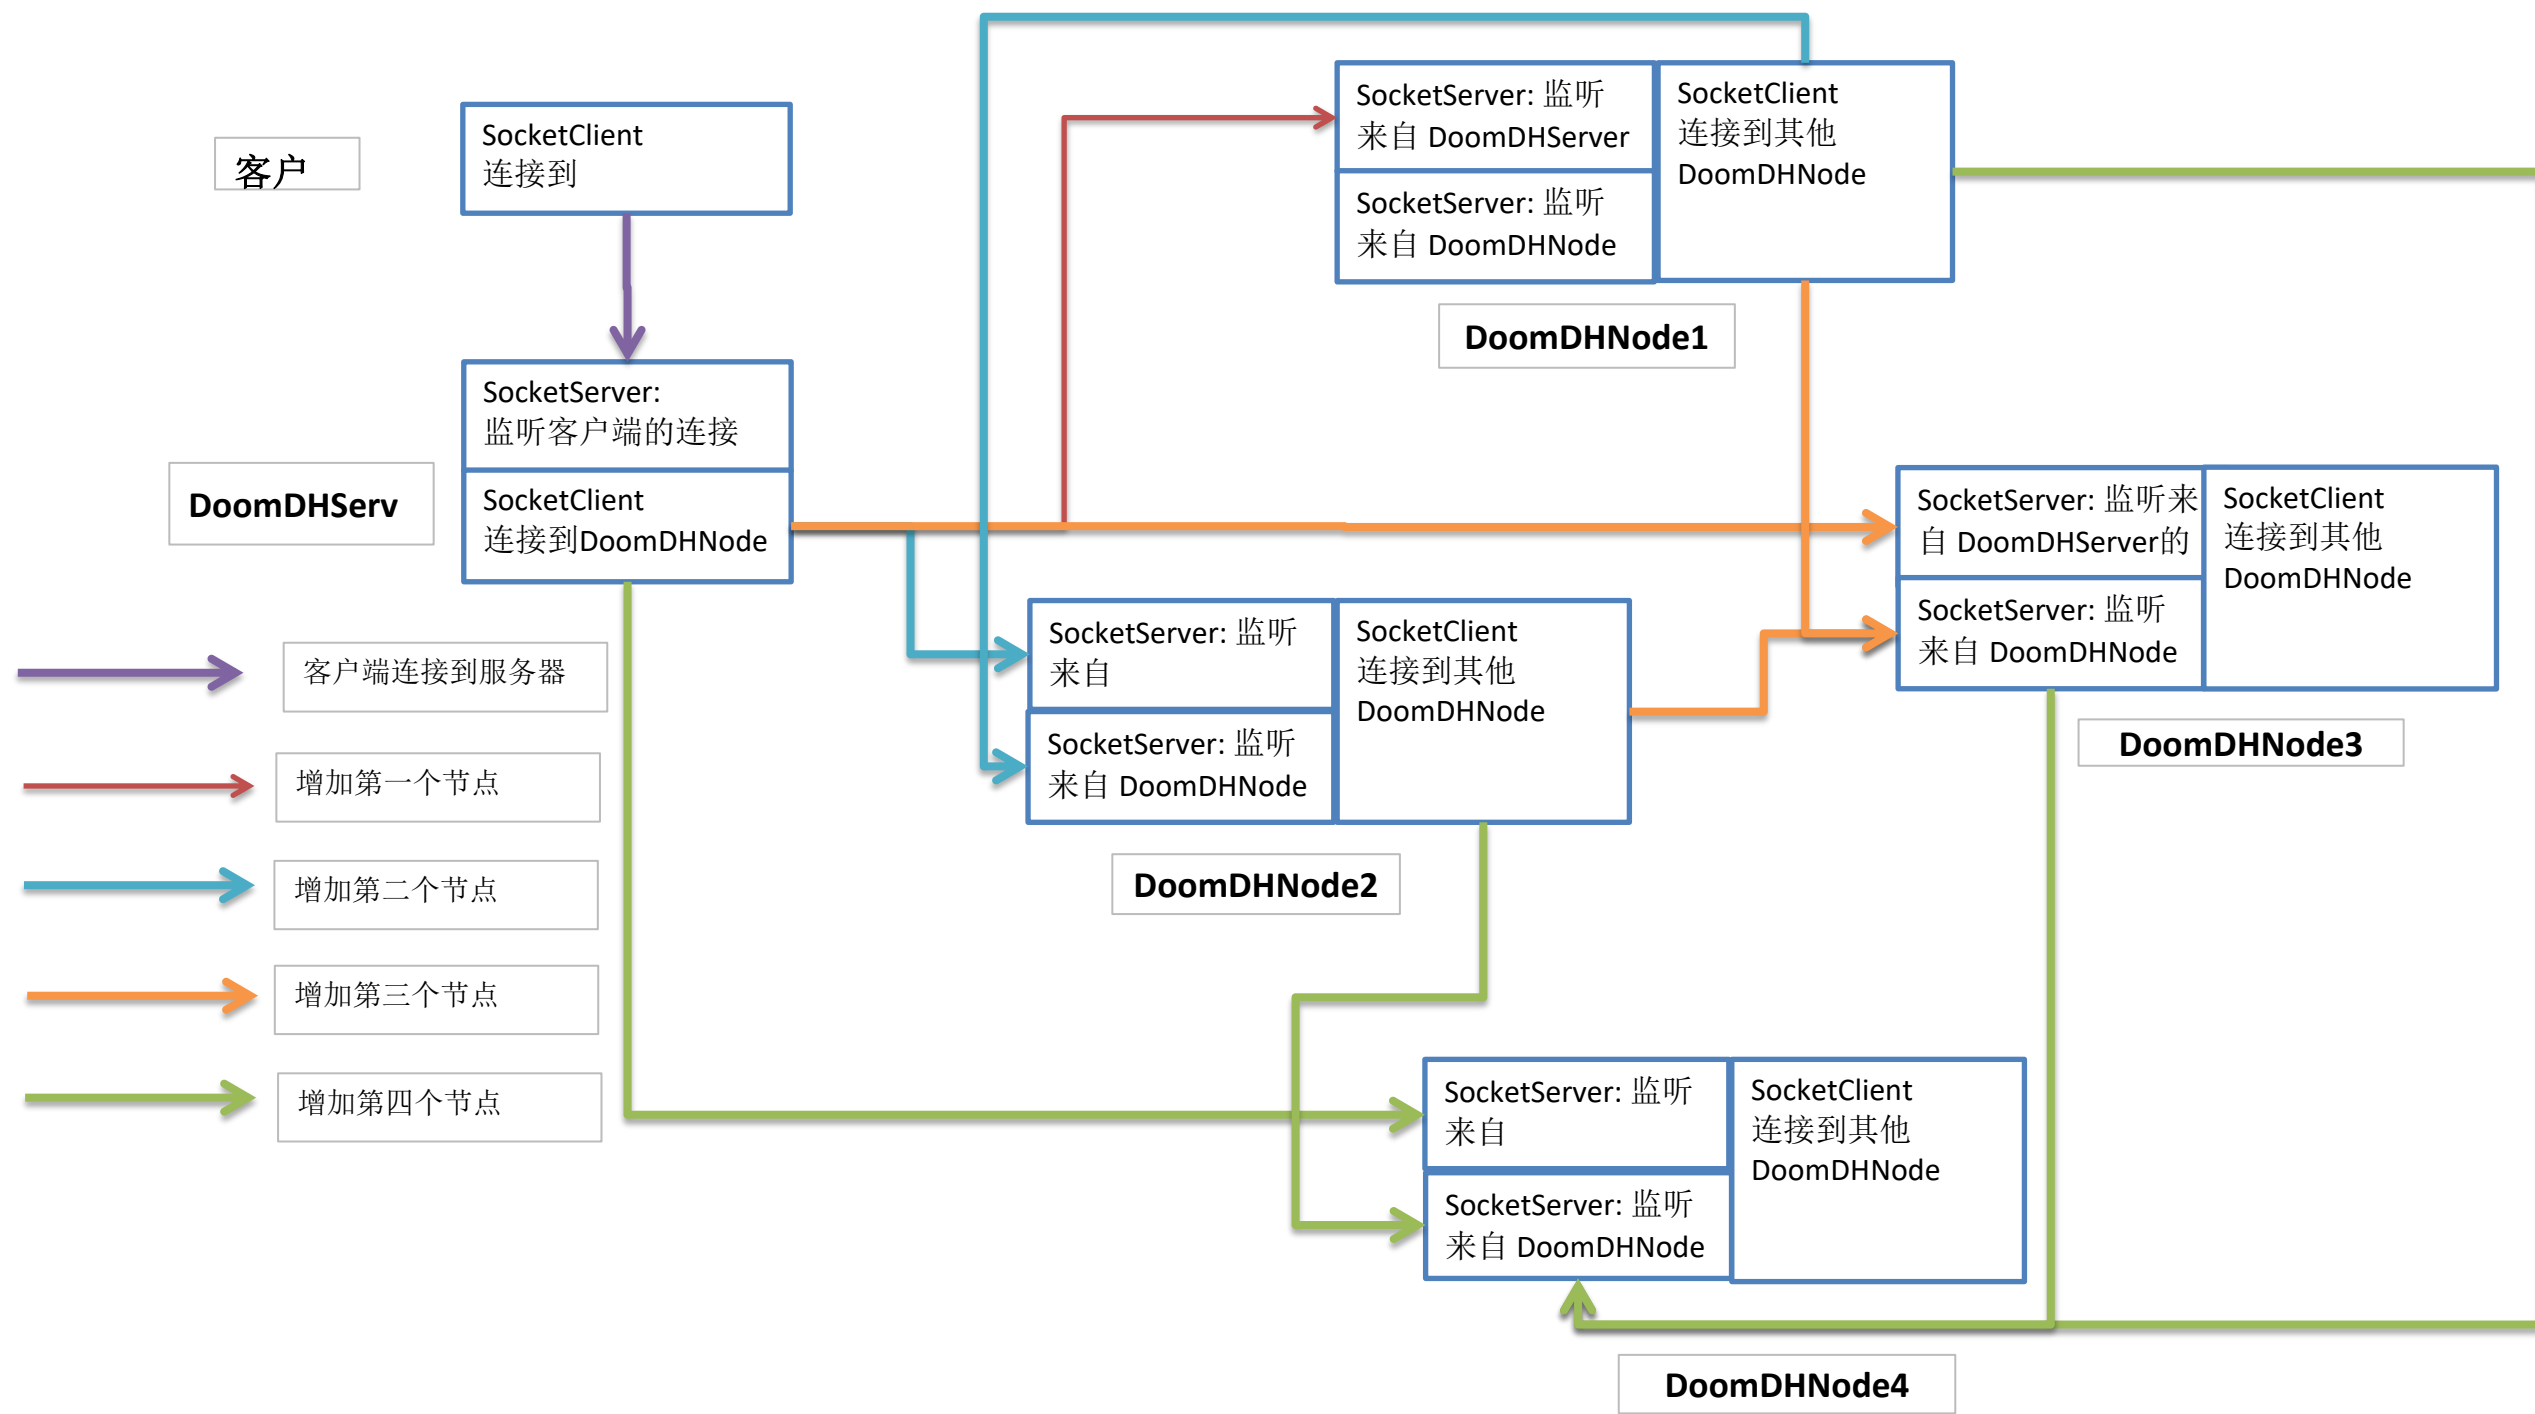 客户
SocketClient
连接到
SocketServer:
监听客户端的连接
DoomDHServ
SocketClient
连接到DoomDHNode
客户端连接到服务器
增加第一个节点
增加第二个节点
增加第三个节点
增加第四个节点
SocketServer: 监听
来自 DoomDHServer
SocketServer: 监听
来自 DoomDHNode
SocketClient
连接到其他
DoomDHNode
DoomDHNode1
SocketServer: 监听
来自
SocketServer: 监听
来自 DoomDHNode
SocketClient
连接到其他
DoomDHNode
DoomDHNode2
SocketServer: 监听来
自 DoomDHServer的
SocketServer: 监听
来自 DoomDHNode
SocketClient
连接到其他
DoomDHNode
DoomDHNode3
SocketServer: 监听
来自
SocketServer: 监听
来自 DoomDHNode
SocketClient
连接到其他
DoomDHNode
DoomDHNode4